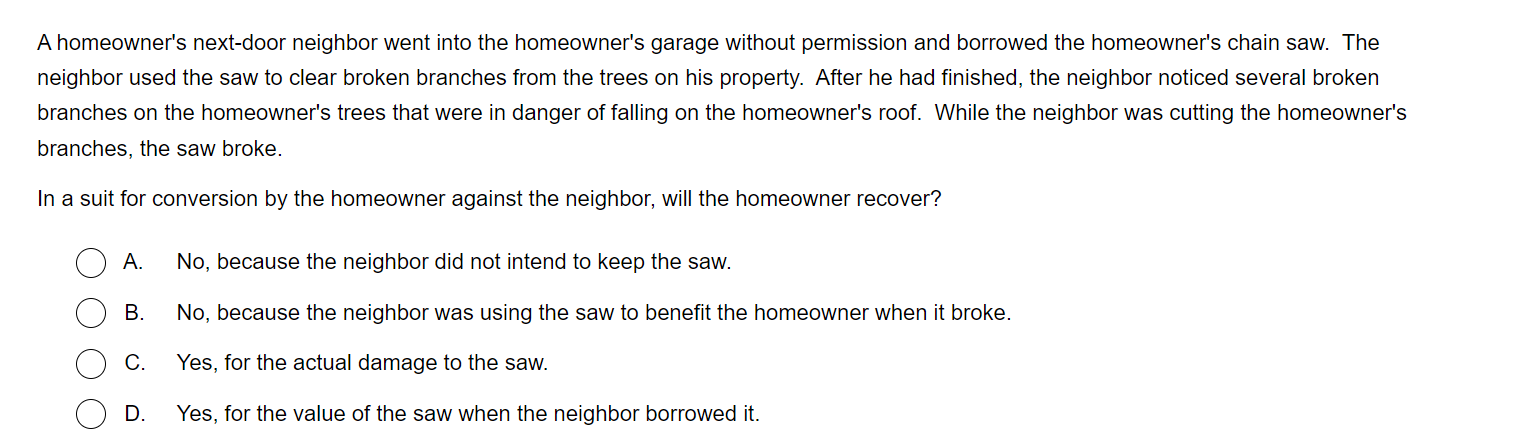 A homeowner's next-door neighbor went into the homeowner's garage without permission and borrowed the homeowner's chain saw.  The
neighbor used the saw to clear broken branches from the trees on his property.  After he had finished, the neighbor noticed several broken
branches on the homeowner's trees that were in danger of falling on the homeowner's roof.  While the neighbor was cutting the homeowner's
branches, the saw broke.
In a suit for conversion by the homeowner against the neighbor, will the homeowner recover?
A. No, because the neighbor did not intend to keep the saw.
B. No, because the neighbor was using the saw to benefit the homeowner when it broke.
C. Yes, for the actual damage to the saw.
D. Yes, for the value of the saw when the neighbor borrowed it.